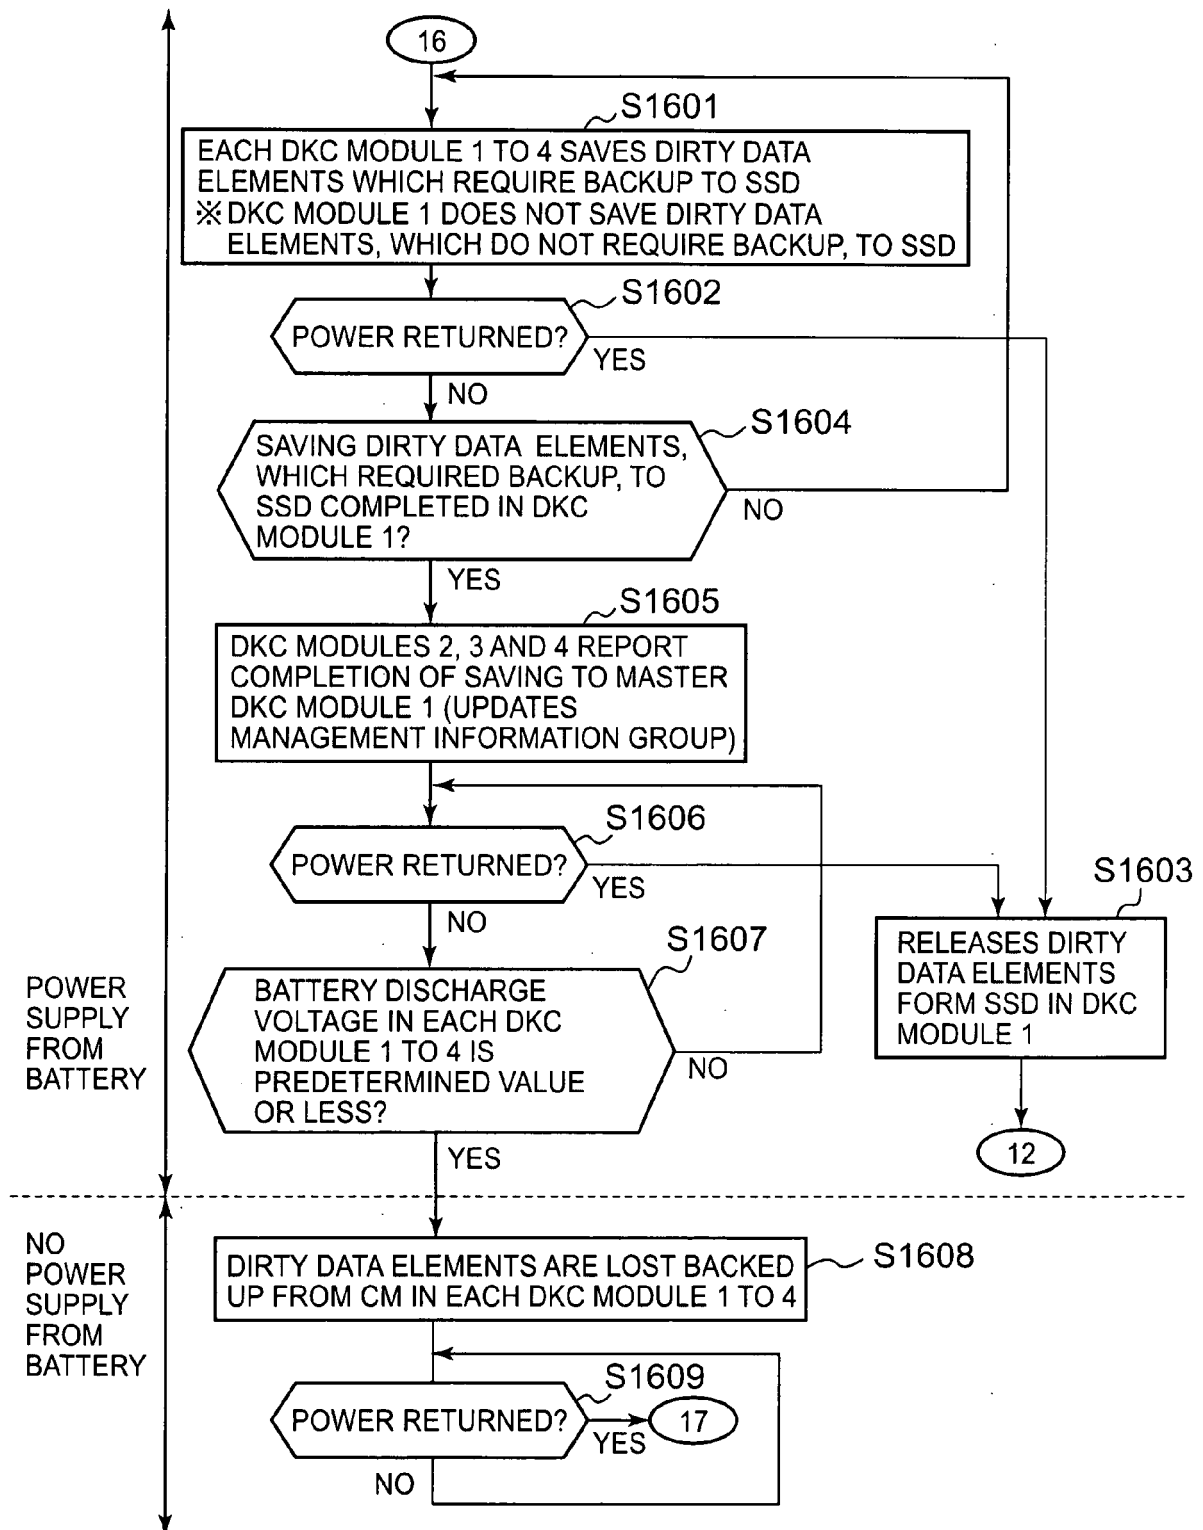 16
S1601
EACH DKC MODULE 1 TO 4 SAVES DIRTY DATA
ELEMENTS WHICH REQUIRE BACKUP TO SSD
※ DKC MODULE 1 DOES NOT SAVE DIRTY DATA
ELEMENTS, WHICH DO NOT REQUIRE BACKUP, TO SSD
S1602
POWER RETURNED?
YES
NO
S1604
SAVING DIRTY DATA ELEMENTS,
WHICH REQUIRED BACKUP, TO
SSD COMPLETED IN DKC
MODULE 1?
NO
YES
S1605
DKC MODULES 2, 3 AND 4 REPORT
COMPLETION OF SAVING TO MASTER
DKC MODULE 1 (UPDATES
MANAGEMENT INFORMATION GROUP)
S1606
POWER RETURNED?
YES
NO
S1603
RELEASES DIRTY
DATA ELEMENTS
FORM SSD IN DKC
MODULE 1
12
S1607
BATTERY DISCHARGE
VOLTAGE IN EACH DKC
MODULE 1 TO 4 IS
PREDETERMINED VALUE
OR LESS?
NO
YES
POWER
SUPPLY
FROM
BATTERY
NO
POWER
SUPPLY
FROM
BATTERY
S1608
DIRTY DATA ELEMENTS ARE LOST BACKED
UP FROM CM IN EACH DKC MODULE 1 TO 4
S1609
POWER RETURNED?
YES
17
NO